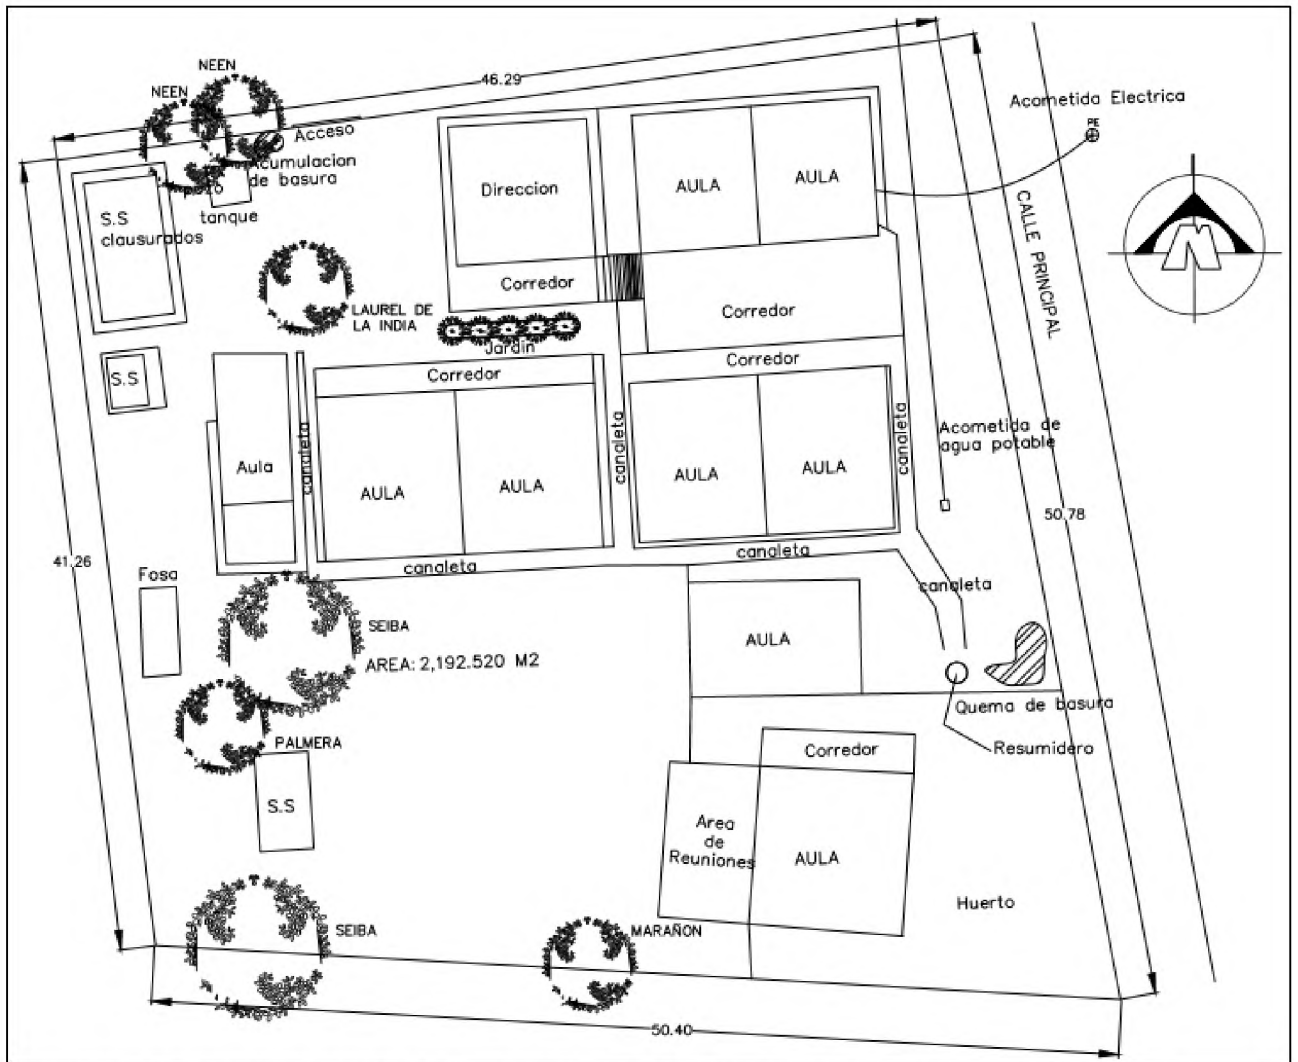 NEEN
NEEN
46.29
Acceso
Acumulacion
de basura
tanque
S.S
clausurados
Direccion
AULA
AULA
Acometida Electrica
PE
CALLE PRINCIPAL
N
Corredor
Corredor
LAUREL DE
LA INDIA
Jardin
S.S
Corredor
Corredor
canaleta
canaleta
canaleta
Acometida de
agua potable
Aula
AULA
AULA
AULA
AULA
50.78
41.26
Fosa
canaleta
canaleta
canaleta
SEIBA
AREA: 2,192.520 M2
AULA
Quema de basura
Resumidero
PALMERA
Corredor
S.S
Area
de
Reuniones
AULA
Huerto
SEIBA
MARAÑON
50.40